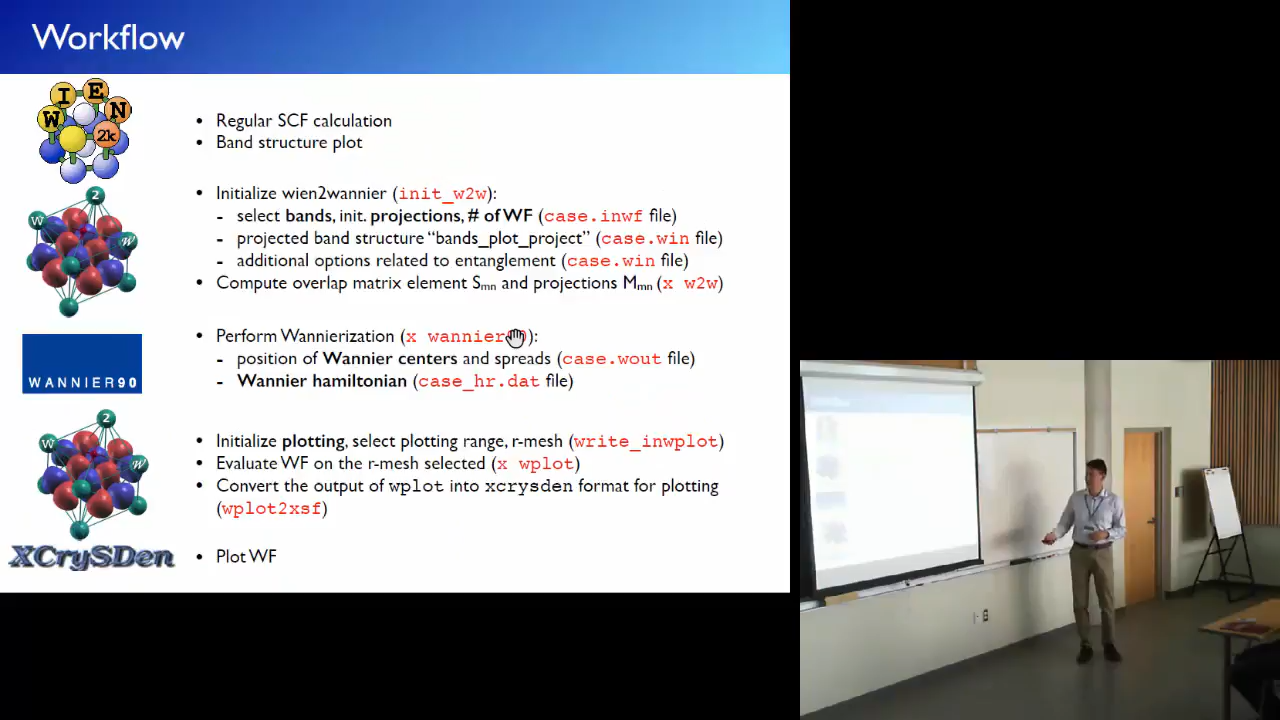 Workflow
W I E N 2k
• Regular SCF calculation
• Band structure plot
2
W W
• Initialize wien2wannier (init_w2w):
- select bands, init. projections, # of WF (case.inwf file)
- projected band structure “bands_plot_project” (case.win file)
- additional options related to entanglement (case.win file)
• Compute overlap matrix element Smn and projections Mmn (x w2w)
WANNIER90
• Perform Wannierization (x wannier ):
- position of Wannier centers and spreads (case.wout file)
- Wannier hamiltonian (case_hr.dat file)
2
W W
• Initialize plotting, select plotting range, r-mesh (write_inwplot)
• Evaluate WF on the r-mesh selected (x wplot)
• Convert the output of wplot into xcrysden format for plotting
(wplot2xsf)
XCrySDen
• Plot WF